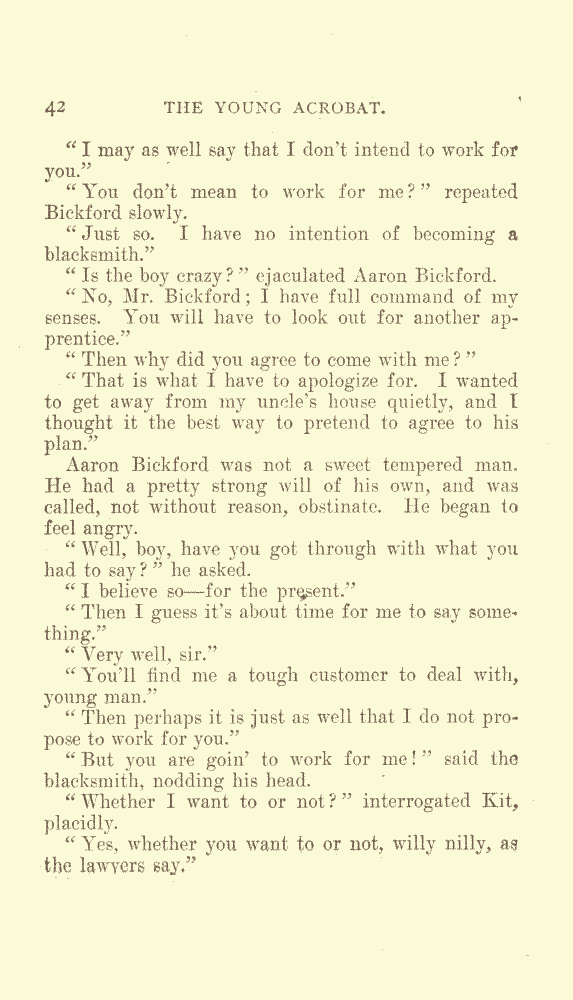 42 THE YOUNG ACROBAT.
“I may as well say that I don't intend to work for
you.”
“You don't mean to work for me?” repeated
Bickford slowly.
“Just so. I have no intention of becoming a
blacksmith.”
“Is the boy crazy?” ejaculated Aaron Bickford.
“No, Mr. Bickford; I have full command of my
senses. You will have to look out for another ap-
prentice.”
“Then why did you agree to come with me?”
“That is what I have to apologize for. I wanted
to get away from my uncle's house quietly, and I
thought it the best way to pretend to agree to his
plan.”
Aaron Bickford was not a sweet tempered man.
He had a pretty strong will of his own, and was
called, not without reason, obstinate. He began to
feel angry.
“Well, boy, have you got through with what you
had to say?” he asked.
“I believe so—for the present.”
“Then I guess it's about time for me to say some-
thing.”
“Very well, sir.”
“You'll find me a tough customer to deal with,
young man.”
“Then perhaps it is just as well that I do not pro-
pose to work for you.”
“But you are goin' to work for me!” said the
blacksmith, nodding his head.
“Whether I want to or not?” interrogated Kit,
placidly.
“Yes, whether you want to or not, willy nilly, as
the lawyers say.”